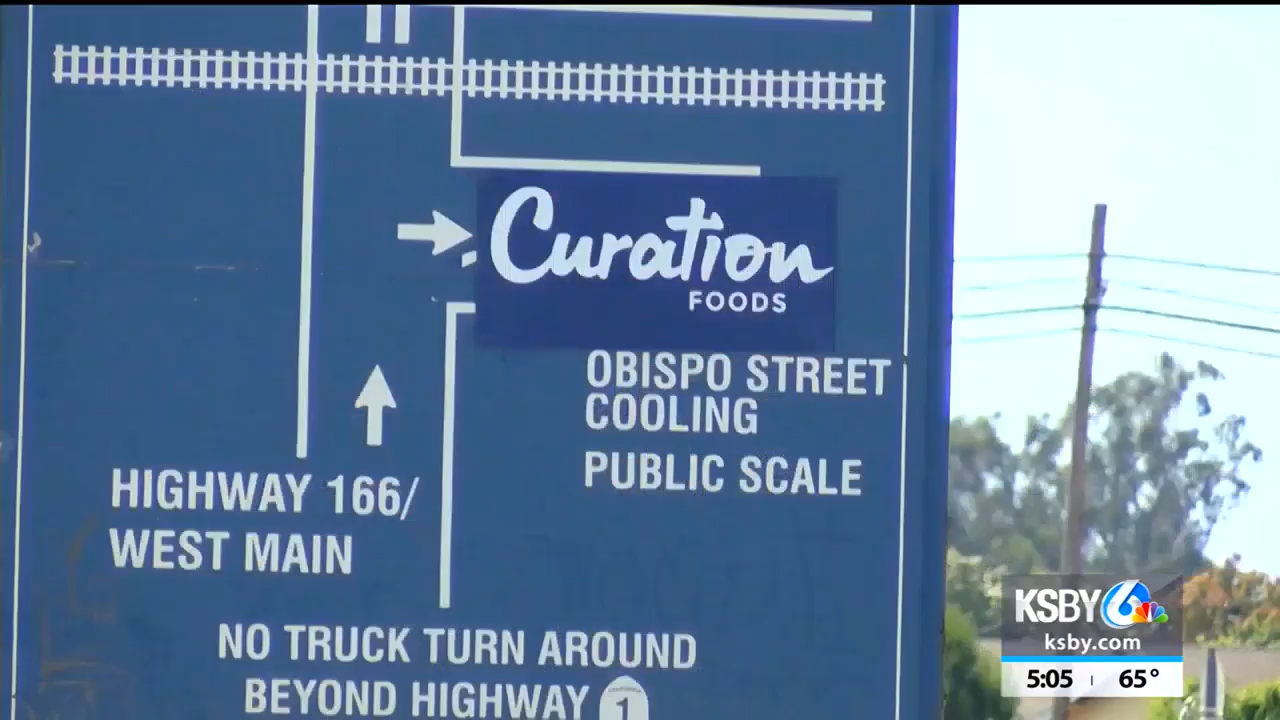 Curation
FOODS
OBISPO STREET
COOLING
PUBLIC SCALE
HIGHWAY 166/
WEST MAIN
NO TRUCK TURN AROUND
BEYOND HIGHWAY 1
KSBY 6
ksby.com
5:05 65°